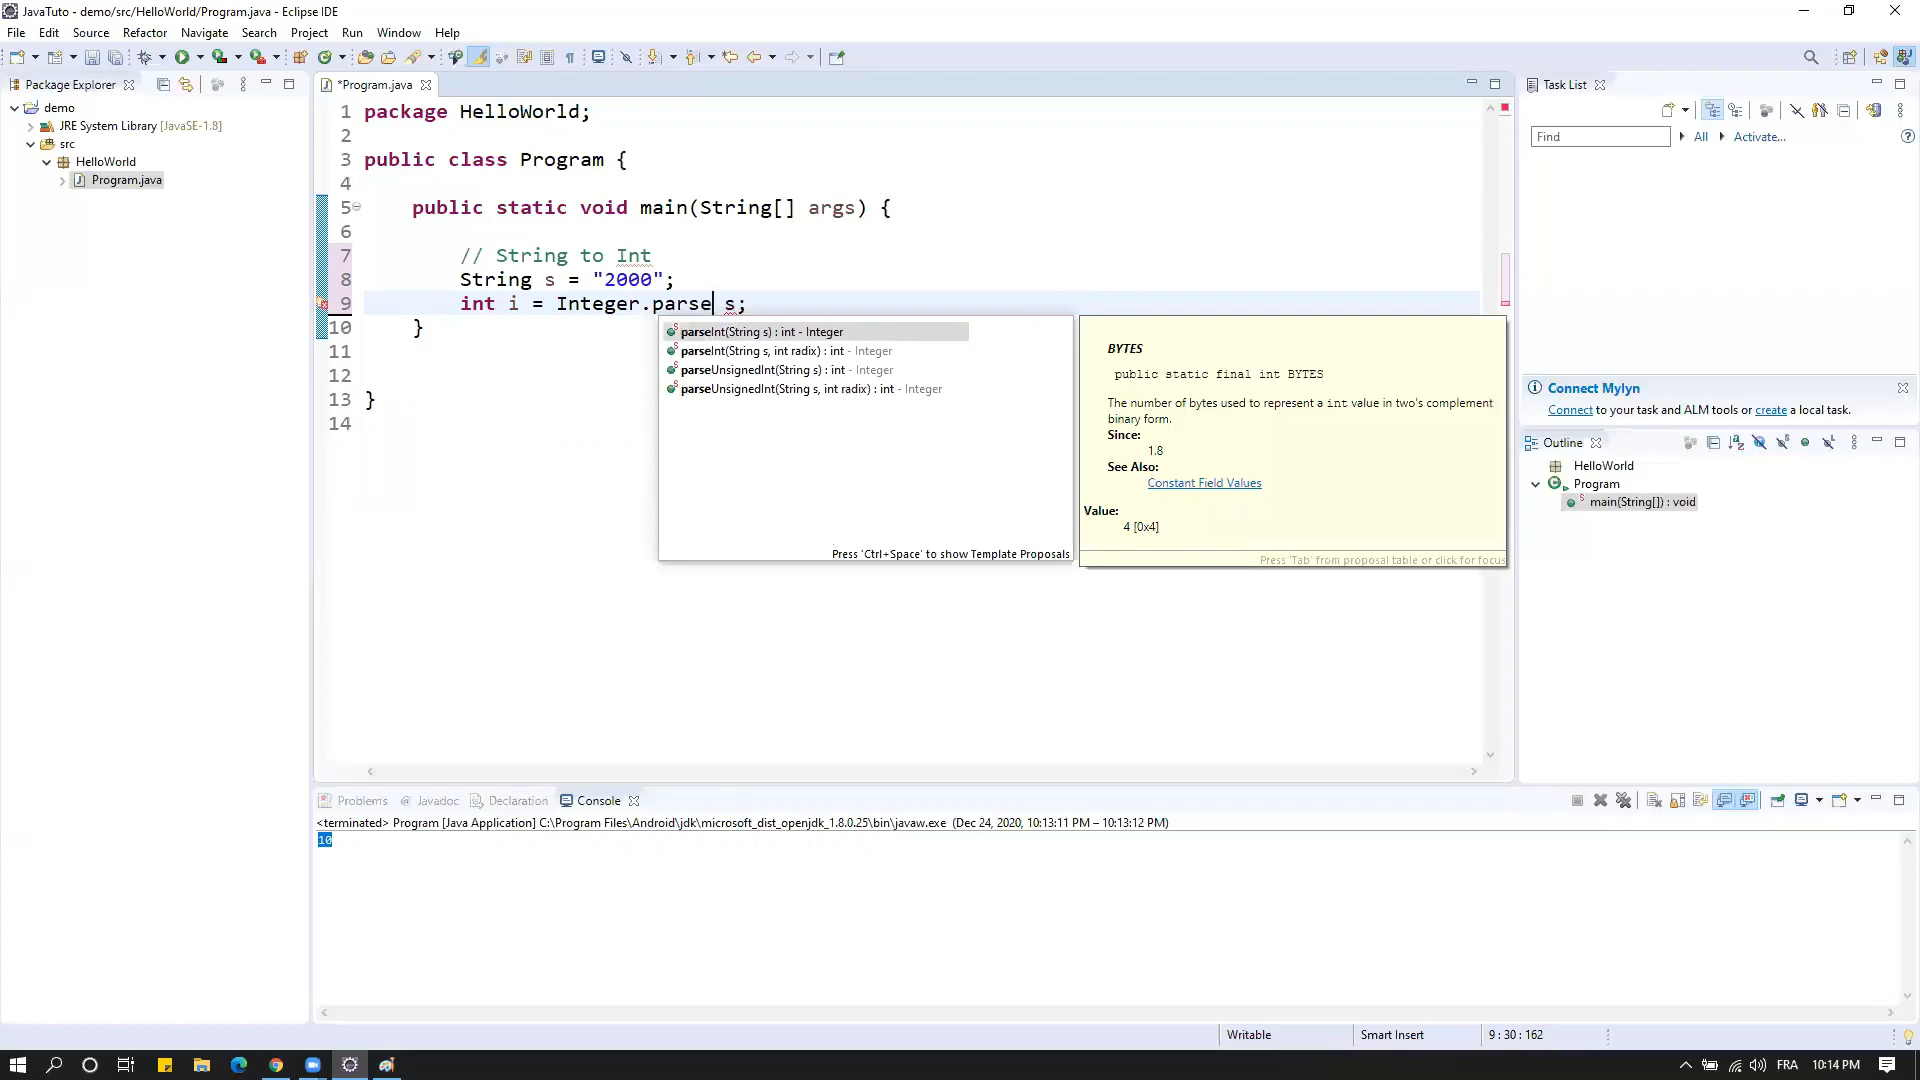 JavaTuto - demo/src/HelloWorld/Program.java - Eclipse IDE
File Edit Source Refactor Navigate Search Project Run Window Help
Package Explorer
demo
JRE System Library [JavaSE-1.8]
src
HelloWorld
Program.java
*Program.java
1 package HelloWorld;
2
3 public class Program {
4
5 public static void main(String[] args) {
6
7 // String to Int
8 String s = "2000";
9 int i = Integer.parse s;
10 }
11
12
13 }
14
parseInt(String s) : int - Integer
parseInt(String s, int radix) : int - Integer
parseUnsignedInt(String s) : int - Integer
parseUnsignedInt(String s, int radix) : int - Integer
Press 'Ctrl+Space' to show Template Proposals
BYTES
public static final int BYTES
The number of bytes used to represent a int value in two's complement
binary form.
Since:
1.8
See Also:
Constant Field Values
Value:
4 [0x4]
Press 'Tab' from proposal table or click for focus
Task List
Find
All
Activate...
Connect Mylyn
Connect to your task and ALM tools or create a local task.
Outline
HelloWorld
Program
main(String[]) : void
Problems @ Javadoc Declaration Console
<terminated> Program [Java Application] C:\Program Files\Android\jdk\microsoft_dist_openjdk_1.8.0.25\bin\javaw.exe (Dec 24, 2020, 10:13:11 PM – 10:13:12 PM)
10
Writable
Smart Insert
9 : 30 : 162
FRA
10:14 PM